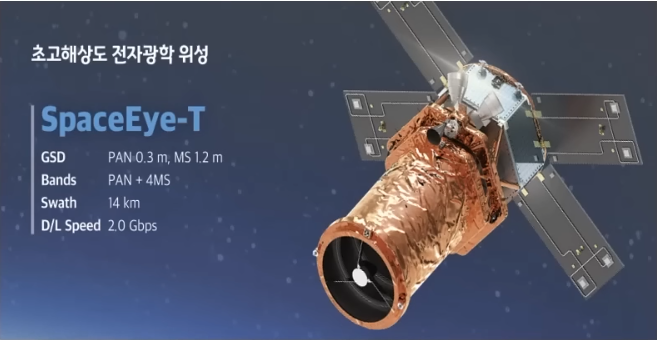 초고해상도 전자광학 위성
SpaceEye-T
GSD PAN 0.3 m, MS 1.2 m
Bands PAN + 4MS
Swath 14 km
D/L Speed 2.0 Gbps